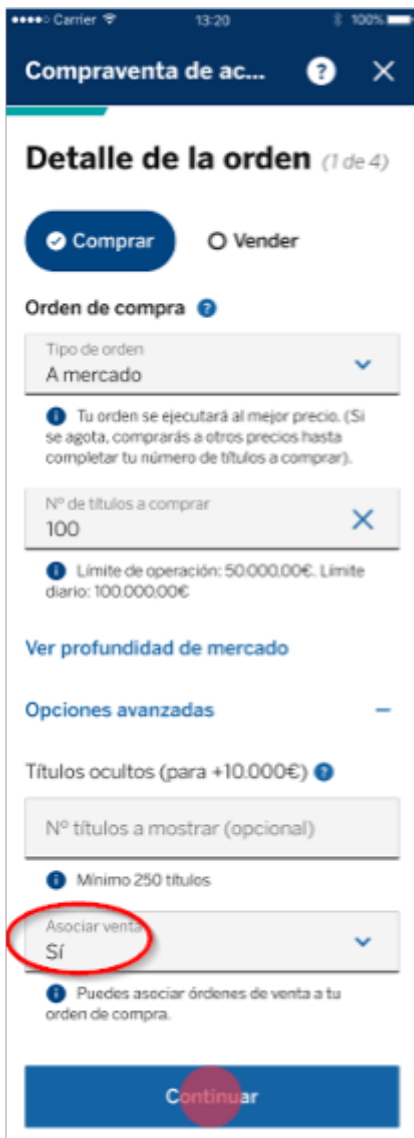 Carrier 13:20 100%
Compraventa de ac... ?
Detalle de la orden (1 de 4)
Comprar Vender
Orden de compra ?
Tipo de orden
A mercado
Tu orden se ejecutará al mejor precio. (Si
se agota, comprarás a otros precios hasta
completar tu número de títulos a comprar).
Nº de títulos a comprar
100
Límite de operación: 50.000,00€. Límite
diario: 100.000,00€
Ver profundidad de mercado
Opciones avanzadas
Títulos ocultos (para +10.000€) ?
Nº títulos a mostrar (opcional)
Mínimo 250 títulos
Asociar venta
Sí
Puedes asociar órdenes de venta a tu
orden de compra.
Continuar